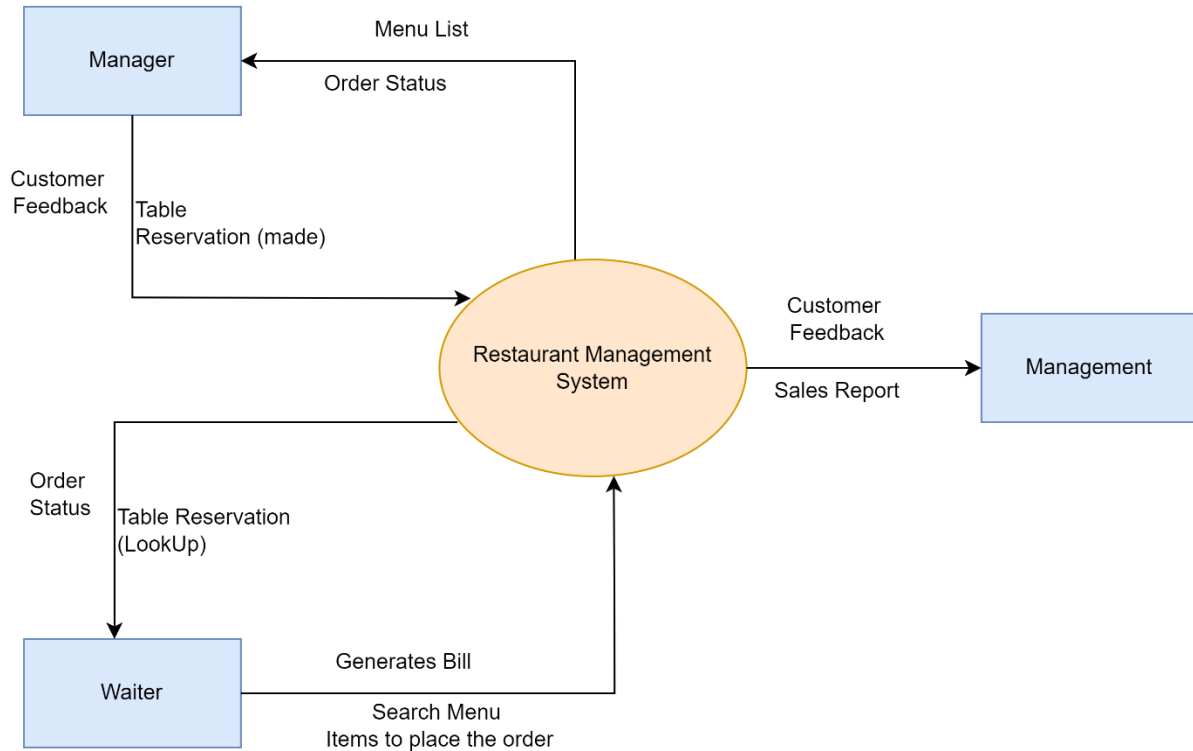 Menu List
Manager
Order Status
Customer
Feedback
Table
Reservation (made)
Customer
Feedback
Restaurant Management
System
Management
Sales Report
Order
Status
Table Reservation
(LookUp)
Generates Bill
Waiter
Search Menu
Items to place the order